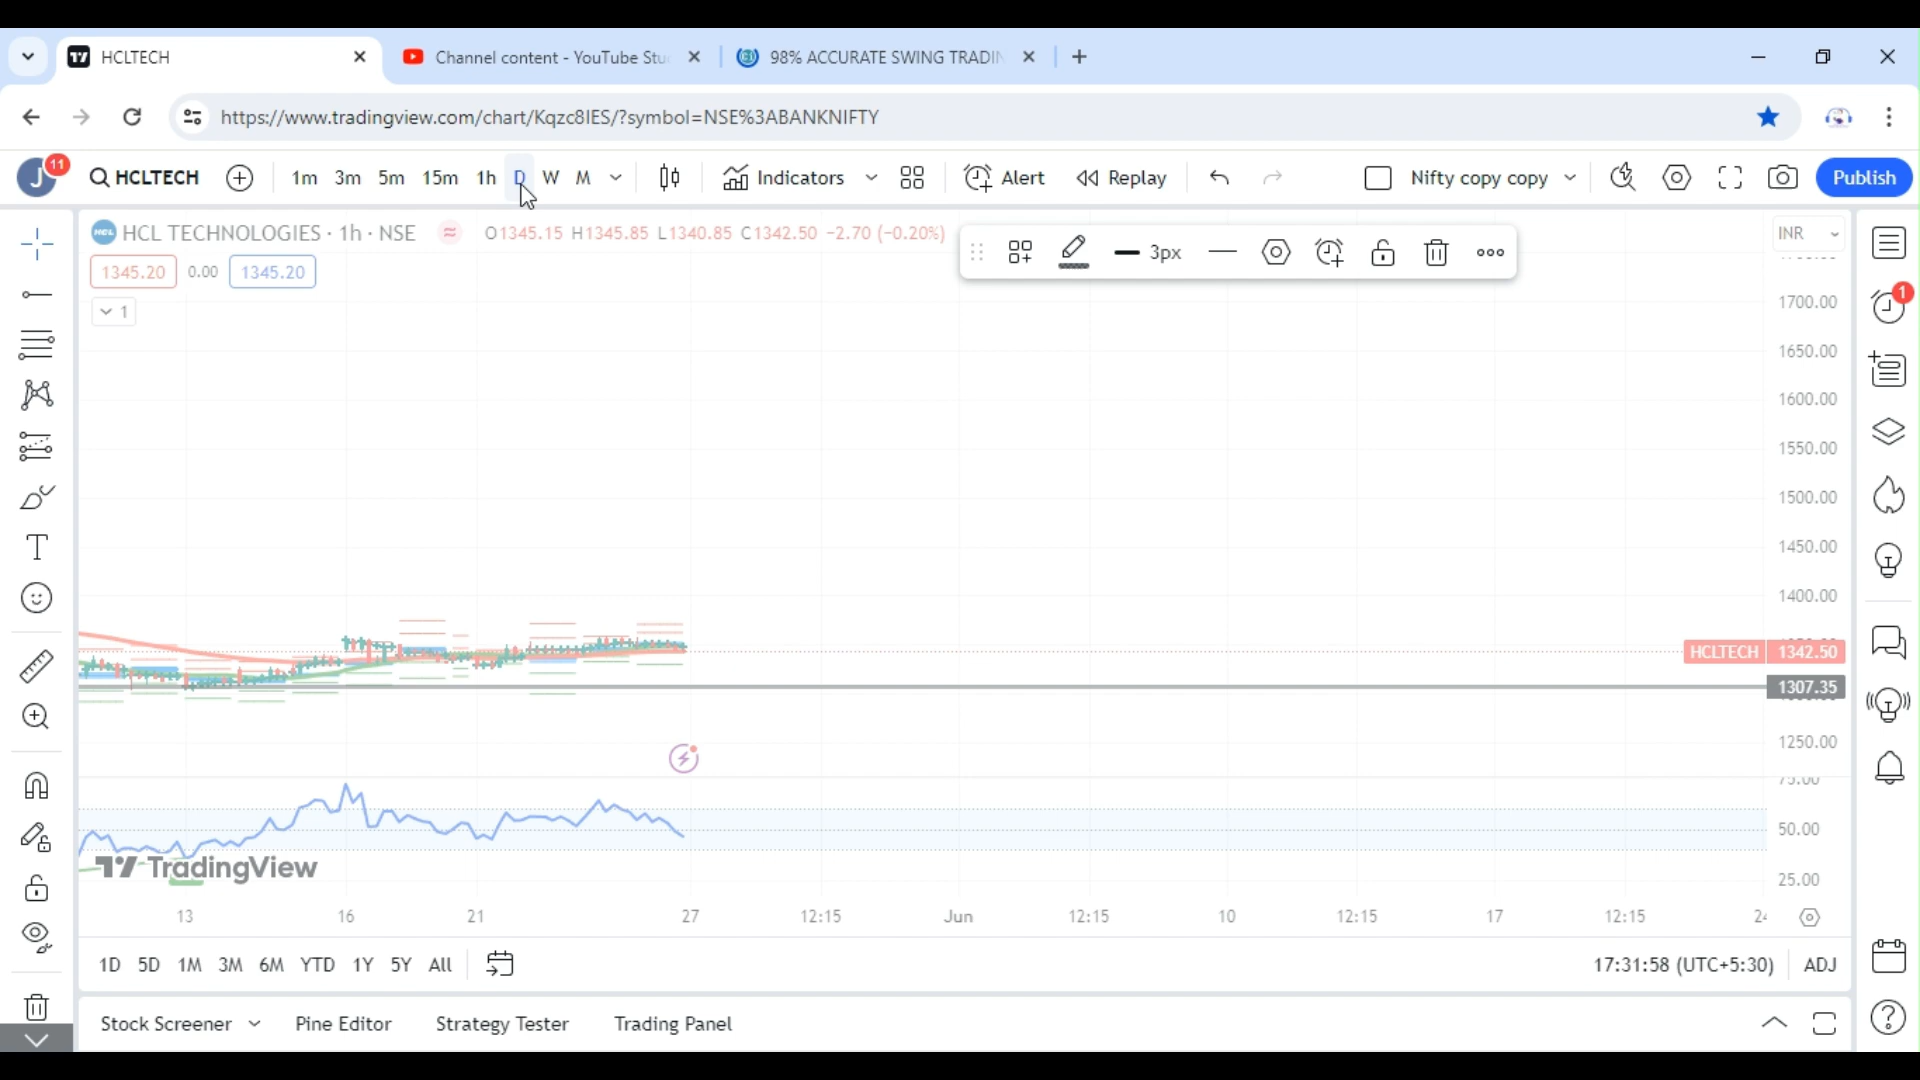 HCLTECH
Channel content - YouTube Stu
98% ACCURATE SWING TRADIN
https://www.tradingview.com/chart/Kqzc8IES/?symbol=NSE%3ABANKNIFTY
J 11 HCLTECH 1m 3m 5m 15m 1h D W M Indicators Alert Replay Nifty copy copy Publish
HCL TECHNOLOGIES · 1h · NSE O1345.15 H1345.85 L1340.85 C1342.50 −2.70 (−0.20%)
3px
INR
1345.20 0.00 1345.20
1
1
1700.00
1650.00
1600.00
1550.00
1500.00
1450.00
1400.00
HCLTECH 1342.50
1307.35
1250.00
75.00
50.00
25.00
TradingView
13 16 21 27 12:15 Jun 12:15 10 12:15 17 12:15 24
1D 5D 1M 3M 6M YTD 1Y 5Y All 17:31:58 (UTC+5:30) ADJ
Stock Screener Pine Editor Strategy Tester Trading Panel